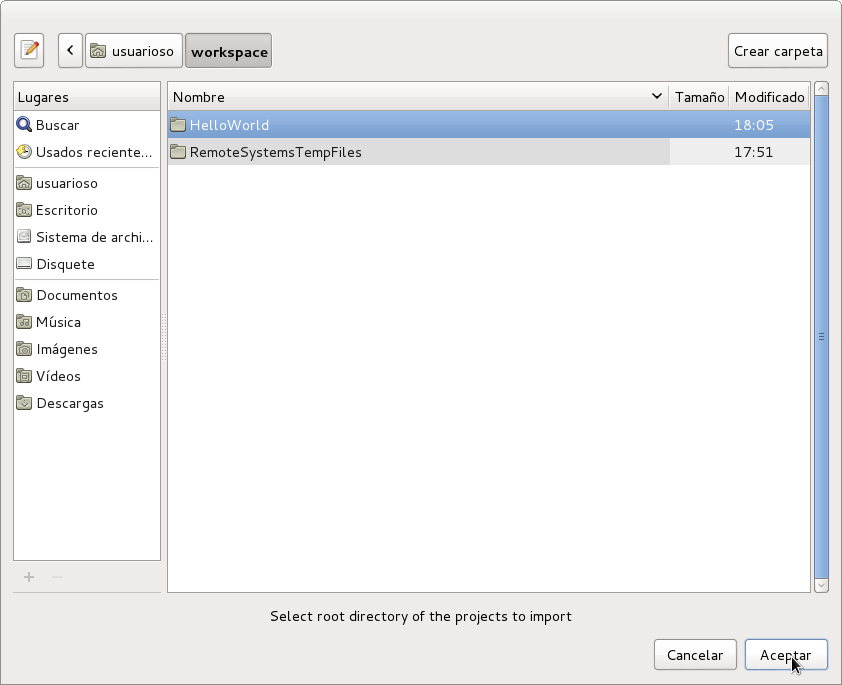 usuarioso workspace Crear carpeta
Lugares
Buscar
Usados reciente...
usuarioso
Escritorio
Sistema de archi...
Disquete
Documentos
Música
Imágenes
Vídeos
Descargas
Nombre Tamaño Modificado
HelloWorld 18:05
RemoteSystemsTempFiles 17:51
Select root directory of the projects to import
Cancelar Aceptar